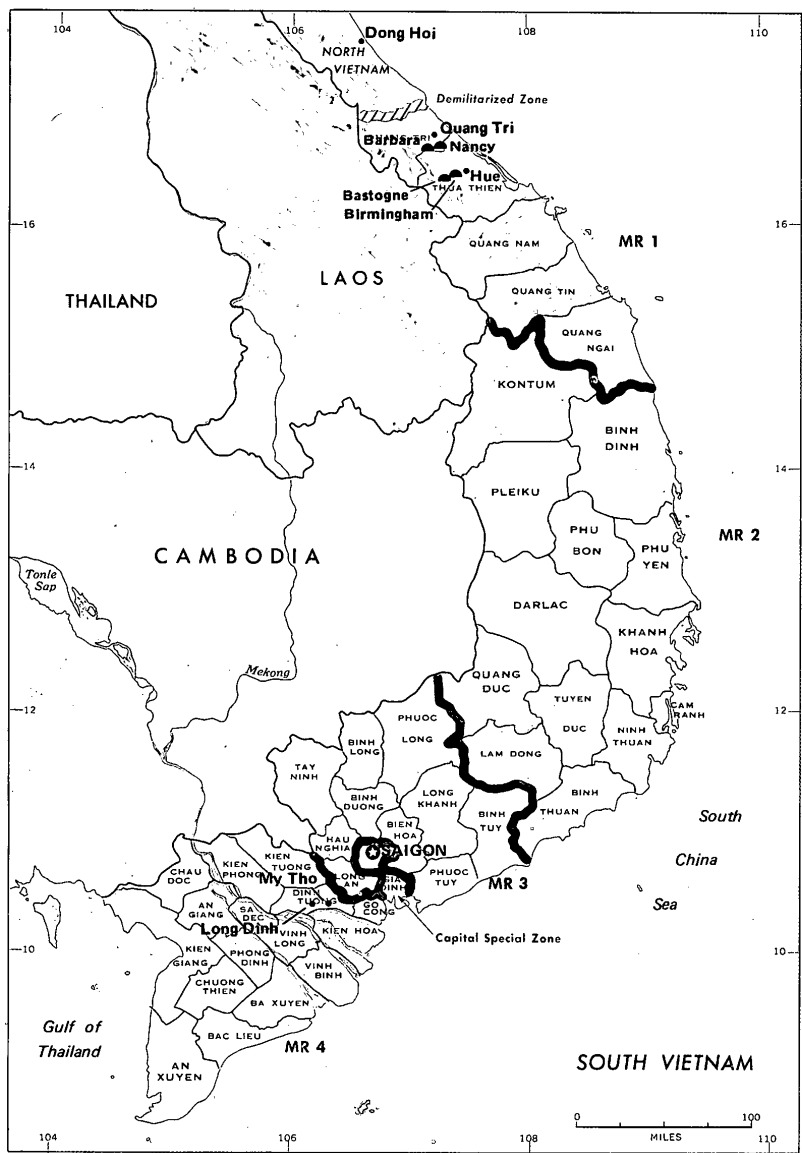 104
106
108
110
Dong Hoi
NORTH
VIETNAM
Demilitarized Zone
Quang Tri
Barbara
Nancy
Hue
THUA THIEN
Bastogne
Birmingham
16
16
QUANG NAM
MR 1
LAOS
THAILAND
QUANG TIN
QUANG
NGAI
KONTUM
BINH
DINH
14
14
PLEIKU
PHU
BON
PHU
YEN
MR 2
CAMBODIA
Tonle
Sap
DARLAC
KHANH
HOA
Mekong
QUANG
DUC
TUYEN
DUC
CAM
RANH
NINH
THUAN
12
12
PHUOC
LONG
BINH
LONG
LAM DONG
TAY
NINH
BINH
DUONG
LONG
KHANH
BINH
THUAN
BINH
TUY
BIEN
HOA
South
China
Sea
HAU
NGHIA
SAIGON
KIEN
TUONG
KIEN
PHONG
CHAU
DOC
My Tho
LONG
AN
GIA
DINH
PHUOC
TUY
MR 3
DINH
TUONG
GO
CONG
AN
GIANG
SA
DEC
Long Dinh
VINH
LONG
KIEN HOA
Capital Special Zone
10
10
KIEN
GIANG
PHONG
DINH
VINH
BINH
CHUONG
THIEN
BA XUYEN
Gulf of
Thailand
BAC LIEU
MR 4
AN
XUYEN
SOUTH VIETNAM
0
100
MILES
104
106
108
110